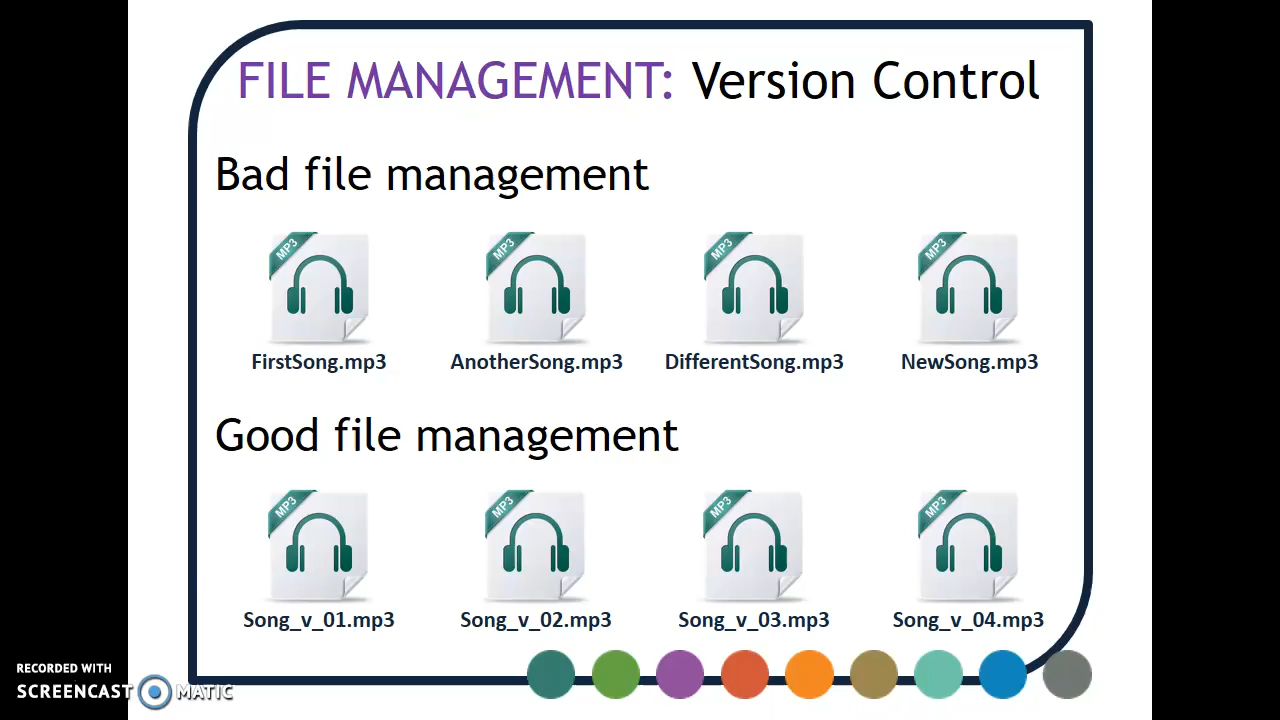 FILE MANAGEMENT: Version Control
Bad file management
MP3 MP3 MP3 MP3
FirstSong.mp3 AnotherSong.mp3 DifferentSong.mp3 NewSong.mp3
Good file management
MP3 MP3 MP3 MP3
Song_v_01.mp3 Song_v_02.mp3 Song_v_03.mp3 Song_v_04.mp3
RECORDED WITH
SCREENCAST MATIC